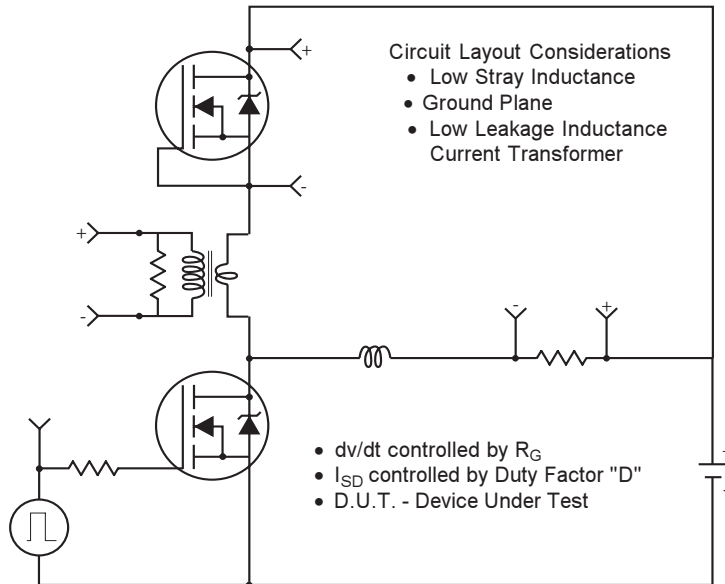 +
Circuit Layout Considerations
• Low Stray Inductance
• Ground Plane
• Low Leakage Inductance
Current Transformer
-
+
-
-
+
• dv/dt controlled by RG
• ISD controlled by Duty Factor "D"
• D.U.T. - Device Under Test